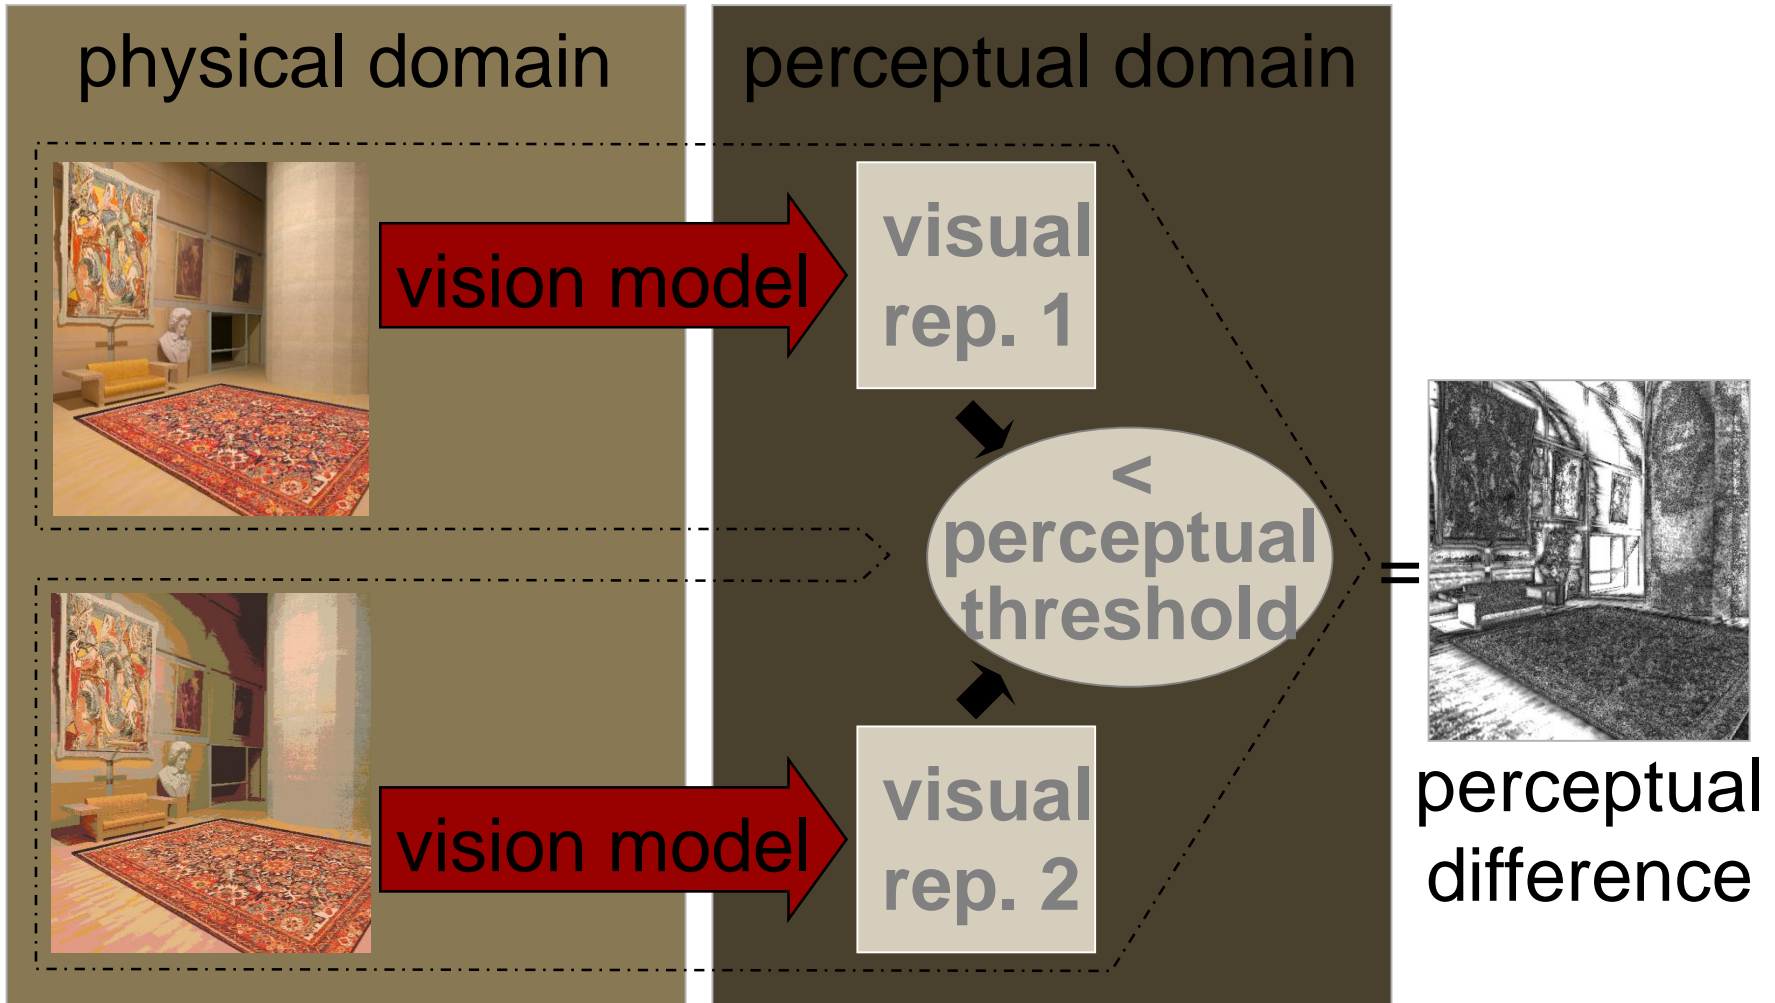 physical domain
perceptual domain
vision model
visual
rep. 1
<
perceptual
threshold
=
vision model
visual
rep. 2
perceptual
difference